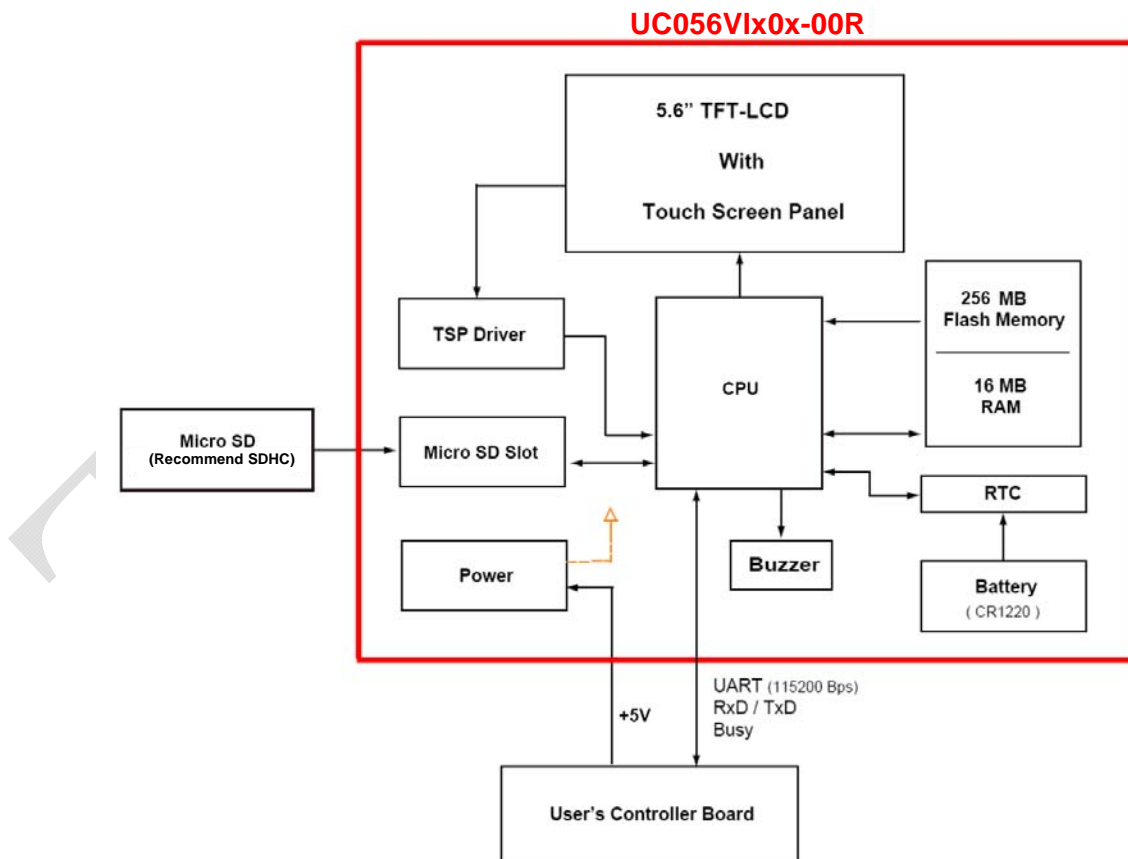 UC056VIx0x-00R
5.6” TFT-LCD
With
Touch Screen Panel
TSP Driver
CPU
256 MB
Flash Memory
16 MB
RAM
Micro SD
(Recommend SDHC)
Micro SD Slot
RTC
Power
Buzzer
Battery
( CR1220 )
+5V
UART (115200 Bps)
RxD / TxD
Busy
User's Controller Board